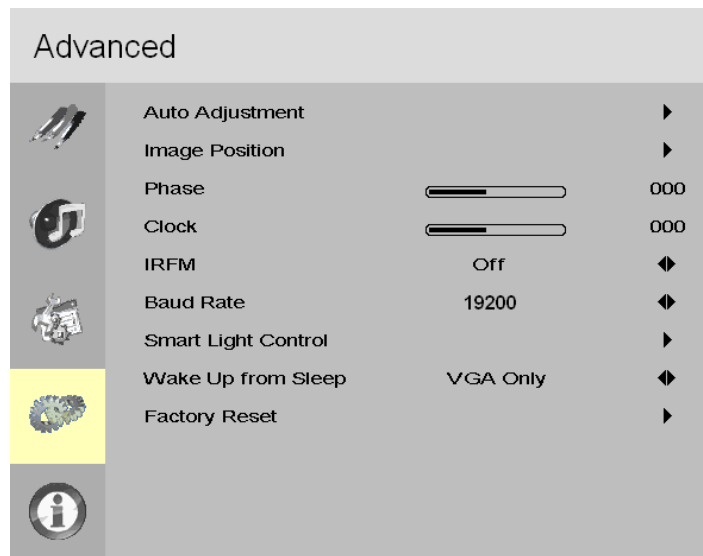 Advanced
Auto Adjustment
Image Position
Phase 000
Clock 000
IRFM Off
Baud Rate 19200
Smart Light Control
Wake Up from Sleep VGA Only
Factory Reset